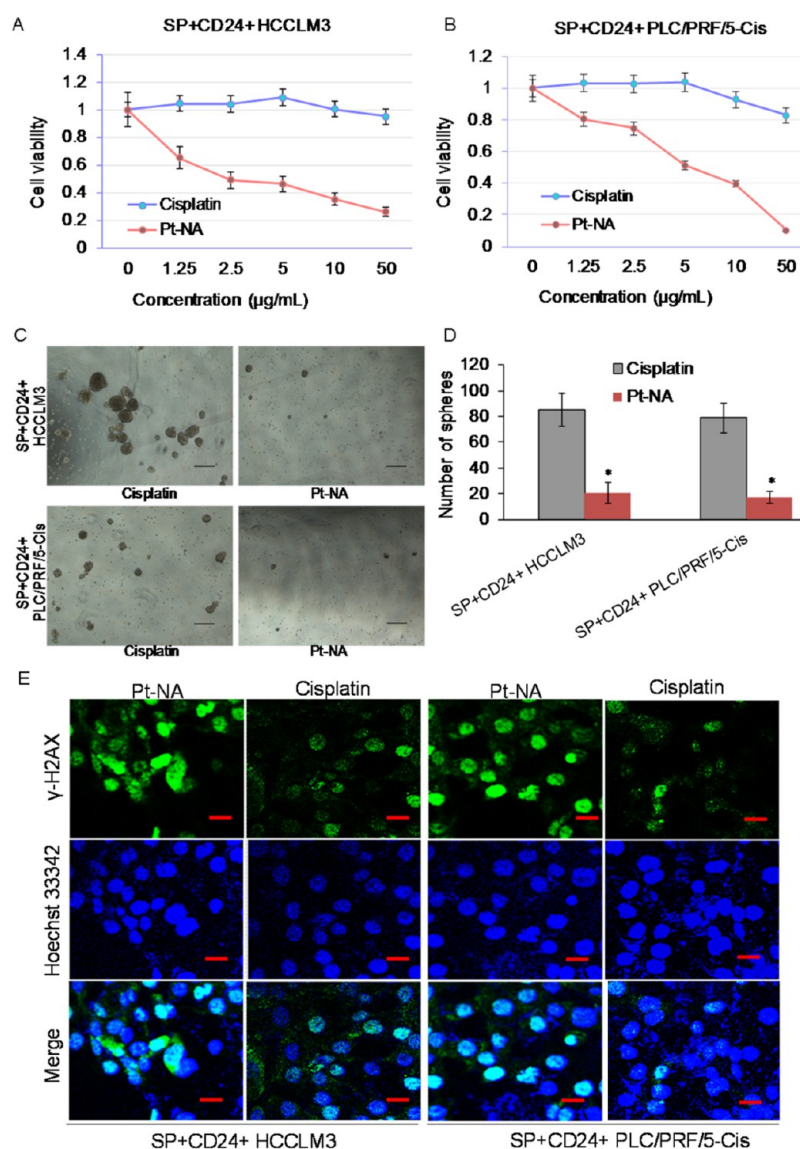 A
SP+CD24+ HCCLM3
1.4
1.2
1
0.8
0.6
0.4
0.2
0
Cell viability
Cisplatin
Pt-NA
0 1.25 2.5 5 10 50
Concentration (µg/mL)
B
SP+CD24+ PLC/PRF/5-Cis
1.2
1
0.8
0.6
0.4
0.2
0
Cell viability
Cisplatin
Pt-NA
0 1.25 2.5 5 10 50
Concentration (µg/mL)
C
SP+CD24+
HCCLM3
Cisplatin Pt-NA
SP+CD24+
PLC/PRF/5-Cis
Cisplatin Pt-NA
D
120
100
80
60
40
20
0
Number of spheres
Cisplatin
Pt-NA
* *
SP+CD24+ HCCLM3
SP+CD24+ PLC/PRF/5-Cis
E
Pt-NA Cisplatin Pt-NA Cisplatin
γ-H2AX
Hoechst 33342
Merge
SP+CD24+ HCCLM3 SP+CD24+ PLC/PRF/5-Cis